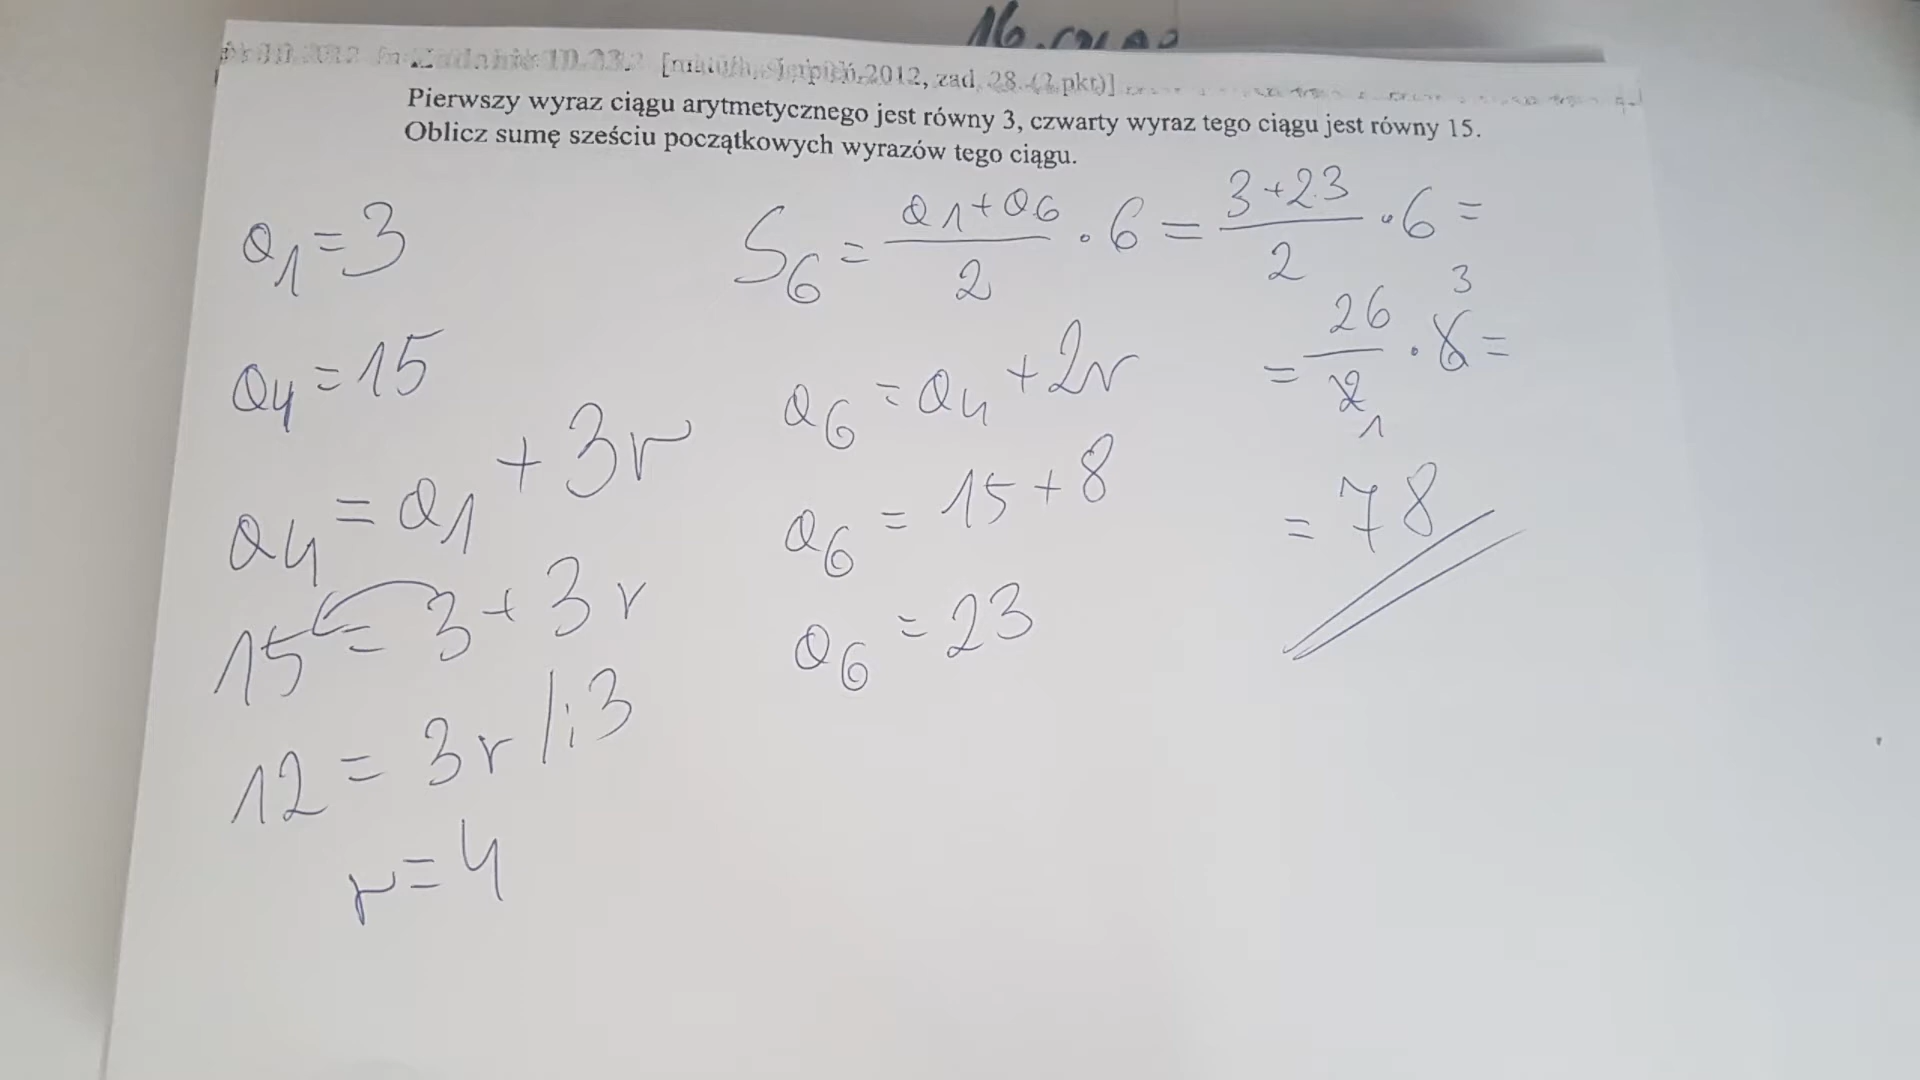 16.
[matura, sierpień 2012, zad. 28. (2 pkt)]
Pierwszy wyraz ciągu arytmetycznego jest równy 3, czwarty wyraz tego ciągu jest równy 15.
Oblicz sumę sześciu początkowych wyrazów tego ciągu.
a₁ = 3
a₄ = 15
a₄ = a₁ + 3r
15 = 3 + 3r
12 = 3r /:3
r = 4
S₆ = (a₁ + a₆)/2 · 6 = (3 + 23)/2 · 6 =
= 26/2 · 6 =
3
1
= 78
a₆ = a₄ + 2r
a₆ = 15 + 8
a₆ = 23